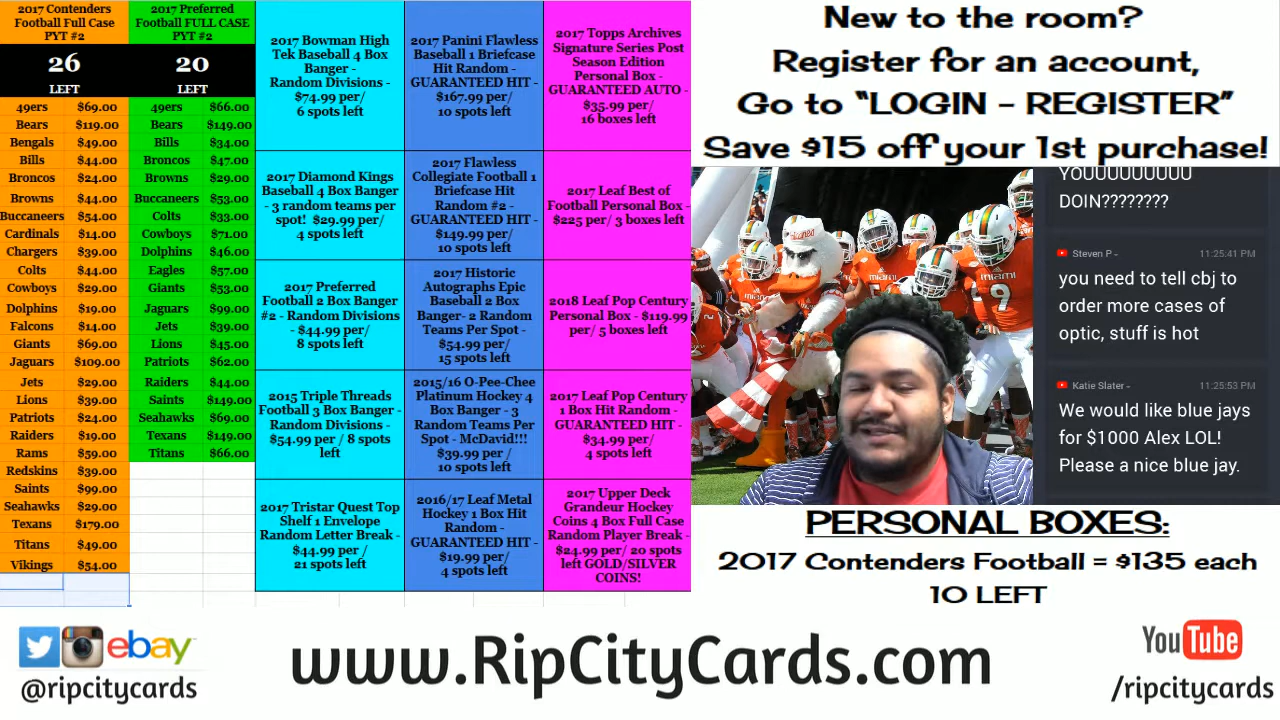 2017 Contenders
Football Full Case
PYT #2
26
LEFT
49ers $69.00
Bears $119.00
Bengals $49.00
Bills $44.00
Broncos $24.00
Browns $44.00
Buccaneers $54.00
Cardinals $14.00
Chargers $39.00
Colts $44.00
Cowboys $29.00
Dolphins $19.00
Falcons $14.00
Giants $69.00
Jaguars $109.00
Jets $29.00
Lions $39.00
Patriots $24.00
Raiders $19.00
Rams $59.00
Redskins $39.00
Saints $99.00
Seahawks $29.00
Texans $179.00
Titans $49.00
Vikings $54.00
2017 Preferred
Football FULL CASE
PYT #2
20
LEFT
49ers $66.00
Bears $149.00
Bills $34.00
Broncos $47.00
Browns $29.00
Buccaneers $53.00
Colts $33.00
Cowboys $71.00
Dolphins $46.00
Eagles $57.00
Giants $53.00
Jaguars $99.00
Jets $39.00
Lions $45.00
Patriots $62.00
Raiders $44.00
Saints $149.00
Seahawks $69.00
Texans $149.00
Titans $66.00
2017 Bowman High
Tek Baseball 4 Box
Banger -
Random Divisions -
$74.99 per/
6 spots left
2017 Diamond Kings
Baseball 4 Box Banger
- 3 random teams per
spot! $29.99 per/
4 spots left
2017 Preferred
Football 2 Box Banger
#2 - Random Divisions
- $44.99 per/
8 spots left
2015 Triple Threads
Football 3 Box Banger -
Random Divisions -
$54.99 per / 8 spots
left
2017 Tristar Quest Top
Shelf 1 Envelope
Random Letter Break -
$44.99 per/
21 spots left
2017 Panini Flawless
Baseball 1 Briefcase
Hit Random -
GUARANTEED HIT -
$167.99 per/
10 spots left
2017 Flawless
Collegiate Football 1
Briefcase Hit
Random #2 -
GUARANTEED HIT -
$149.99 per/
10 spots left
2017 Historic
Autographs Epic
Baseball 2 Box
Banger- 2 Random
Teams Per Spot -
$54.99 per/
15 spots left
2015/16 O-Pee-Chee
Platinum Hockey 4
Box Banger - 3
Random Teams Per
Spot - McDavid!!!
$39.99 per/
10 spots left
2016/17 Leaf Metal
Hockey 1 Box Hit
Random -
GUARANTEED HIT -
$19.99 per/
4 spots left
2017 Topps Archives
Signature Series Post
Season Edition
Personal Box -
GUARANTEED AUTO -
$35.99 per/
16 boxes left
2017 Leaf Best of
Football Personal Box -
$225 per/ 3 boxes left
2018 Leaf Pop Century
Personal Box - $119.99
per/ 5 boxes left
2017 Leaf Pop Century
1 Box Hit Random -
GUARANTEED HIT -
$34.99 per/
4 spots left
2017 Upper Deck
Grandeur Hockey
Coins 4 Box Full Case
Random Player Break -
$24.99 per/ 20 spots
left GOLD/SILVER
COINS!
New to the room?
Register for an account,
Go to "LOGIN - REGISTER"
Save $15 off your 1st purchase!
YOUUUUUUUUU
DOIN????????
Steven P - 11:25:41 PM
you need to tell cbj to
order more cases of
optic, stuff is hot
Katie Slater - 11:25:53 PM
We would like blue jays
for $1000 Alex LOL!
Please a nice blue jay.
MIAMI
9
PERSONAL BOXES:
2017 Contenders Football = $135 each
10 LEFT
ebay
@ripcitycards
www.RipCityCards.com
YouTube
/ripcitycards